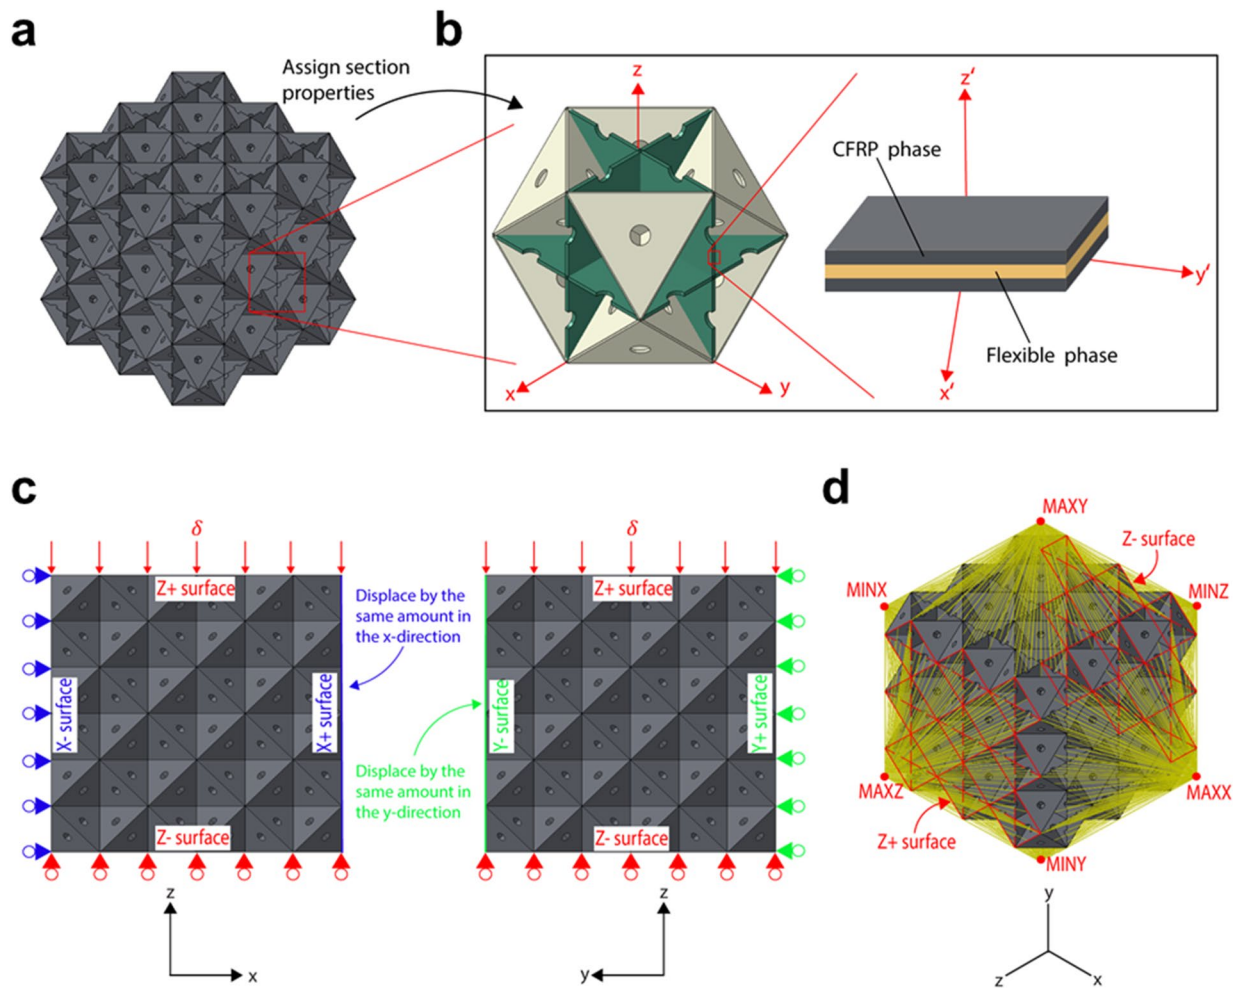 a
b
Assign section
properties
z
x
y
z'
CFRP phase
y'
Flexible phase
x'
c
δ
Z+ surface
X- surface
X+ surface
Z- surface
z
x
Displace by the
same amount in
the x-direction
Displace by the
same amount in
the y-direction
δ
Z+ surface
Y- surface
Y+ surface
Z- surface
z
y
d
MAXY
Z- surface
MINX
MINZ
MAXZ
MAXX
Z+ surface
MINY
y
z
x